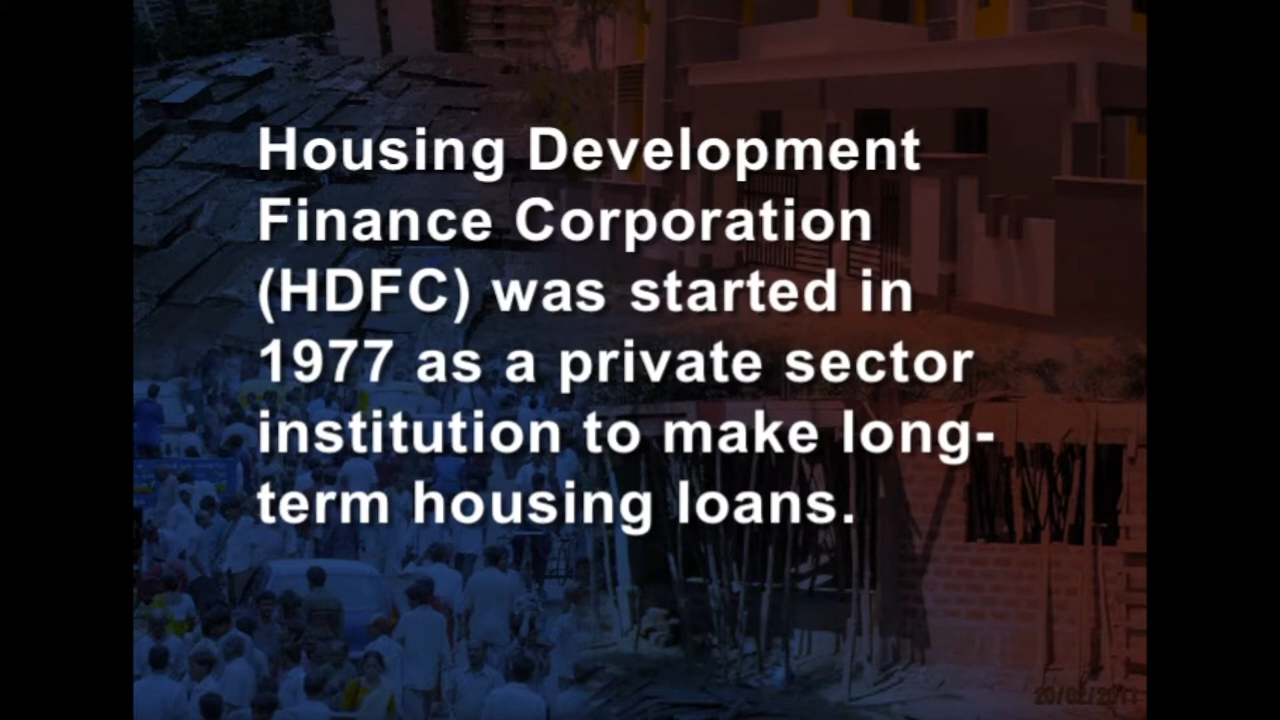 Housing Development
Finance Corporation
(HDFC) was started in
1977 as a private sector
institution to make long-
term housing loans.